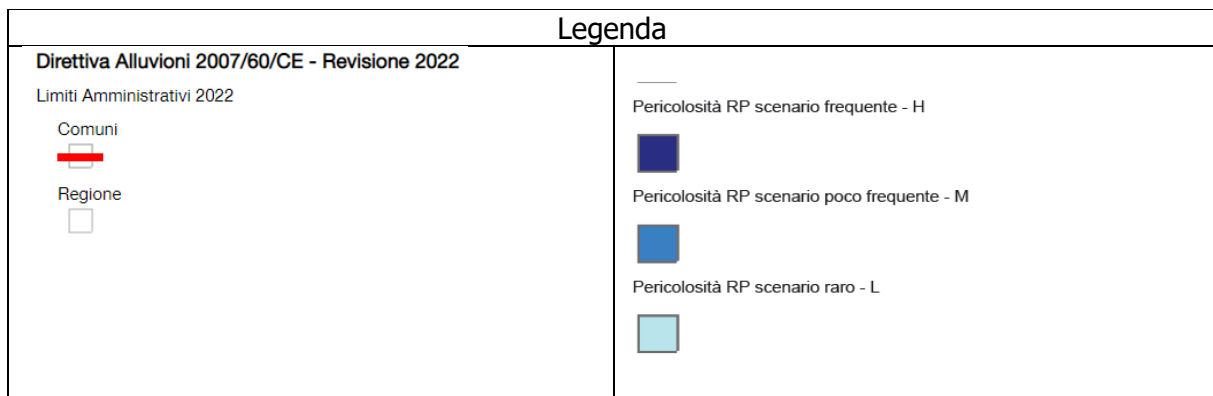 Legenda
Direttiva Alluvioni 2007/60/CE - Revisione 2022
Limiti Amministrativi 2022
Comuni
Regione
Pericolosità RP scenario frequente - H
Pericolosità RP scenario poco frequente - M
Pericolosità RP scenario raro - L